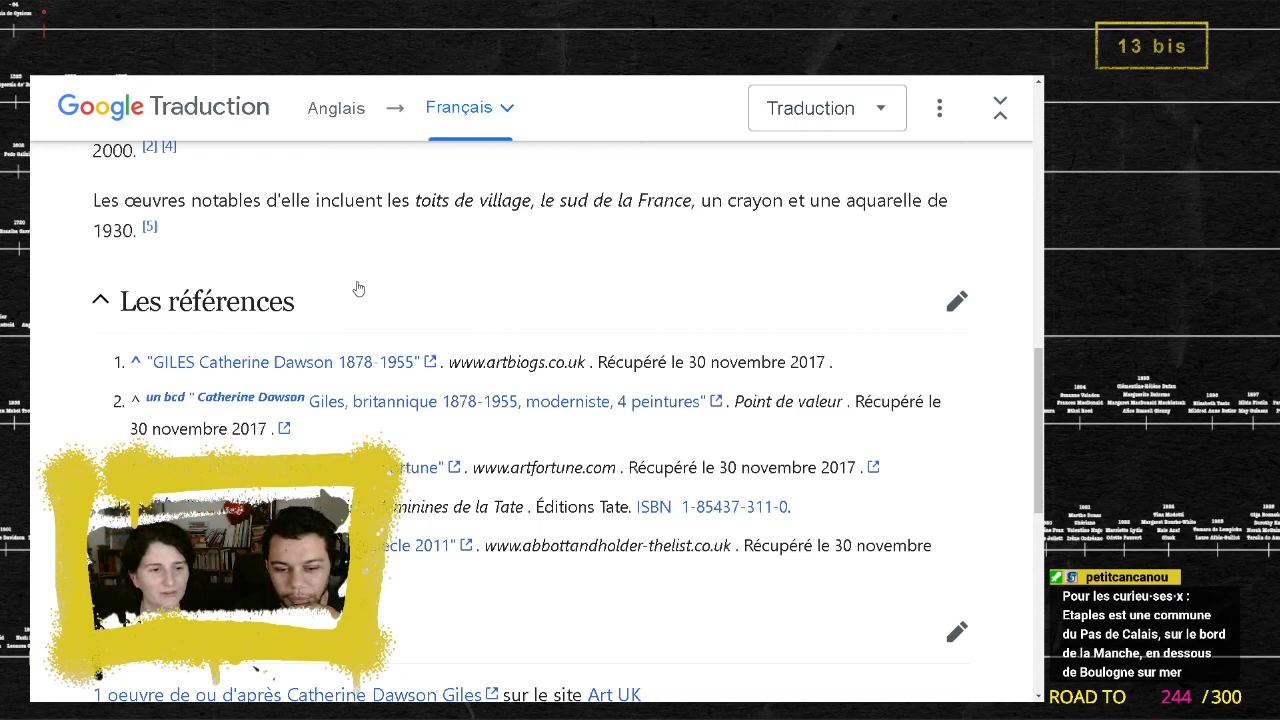 13 bis
Google Traduction
Anglais → Français
Traduction
2000. [2] [4]
Les œuvres notables d'elle incluent les toits de village, le sud de la France, un crayon et une aquarelle de
1930. [5]
Les références
1. ^ "GILES Catherine Dawson 1878-1955" . www.artbiogs.co.uk . Récupéré le 30 novembre 2017 .
2. ^ un bcd " Catherine Dawson Giles, britannique 1878-1955, moderniste, 4 peintures" . Point de valeur . Récupéré le
30 novembre 2017 .
tune" . www.artfortune.com . Récupéré le 30 novembre 2017 .
minines de la Tate . Éditions Tate. ISBN 1-85437-311-0.
ècle 2011" . www.abbottandholder-thelist.co.uk . Récupéré le 30 novembre
1 oeuvre de ou d'après Catherine Dawson Giles sur le site Art UK
petitcancanou
Pour les curieu·ses·x :
Etaples est une commune
du Pas de Calais, sur le bord
de la Manche, en dessous
de Boulogne sur mer
ROAD TO 244 /300